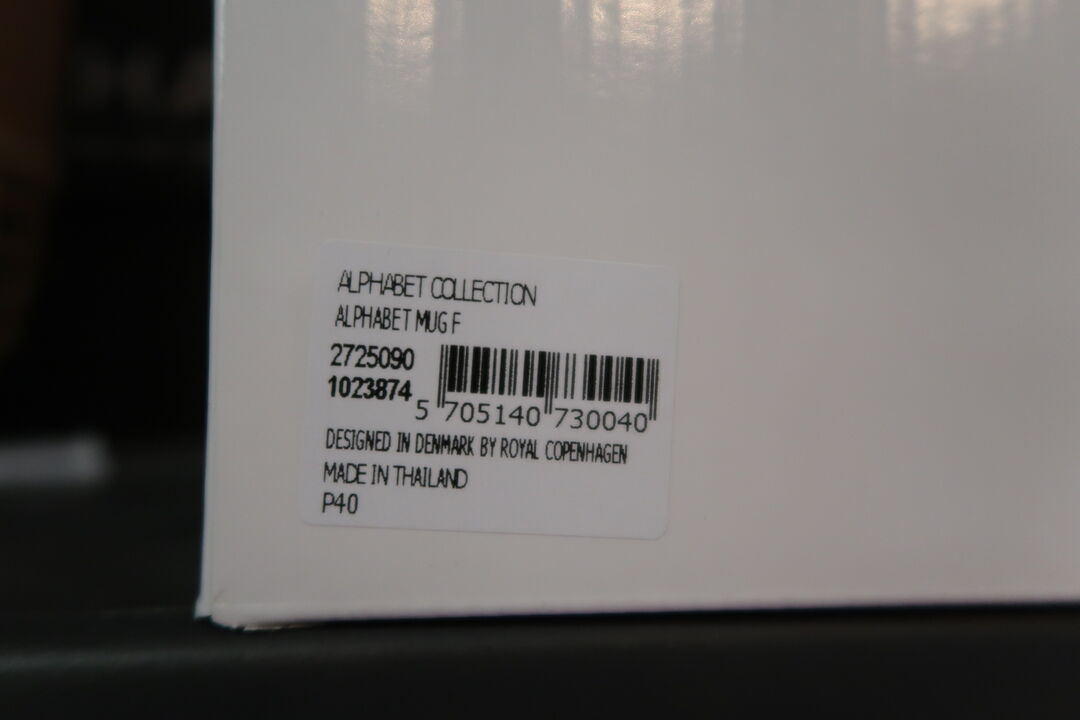 ALPHABET COLLECTION
ALPHABET MUG F
2725090
1023874
5 705140 730040
DESIGNED IN DENMARK BY ROYAL COPENHAGEN
MADE IN THAILAND
P40